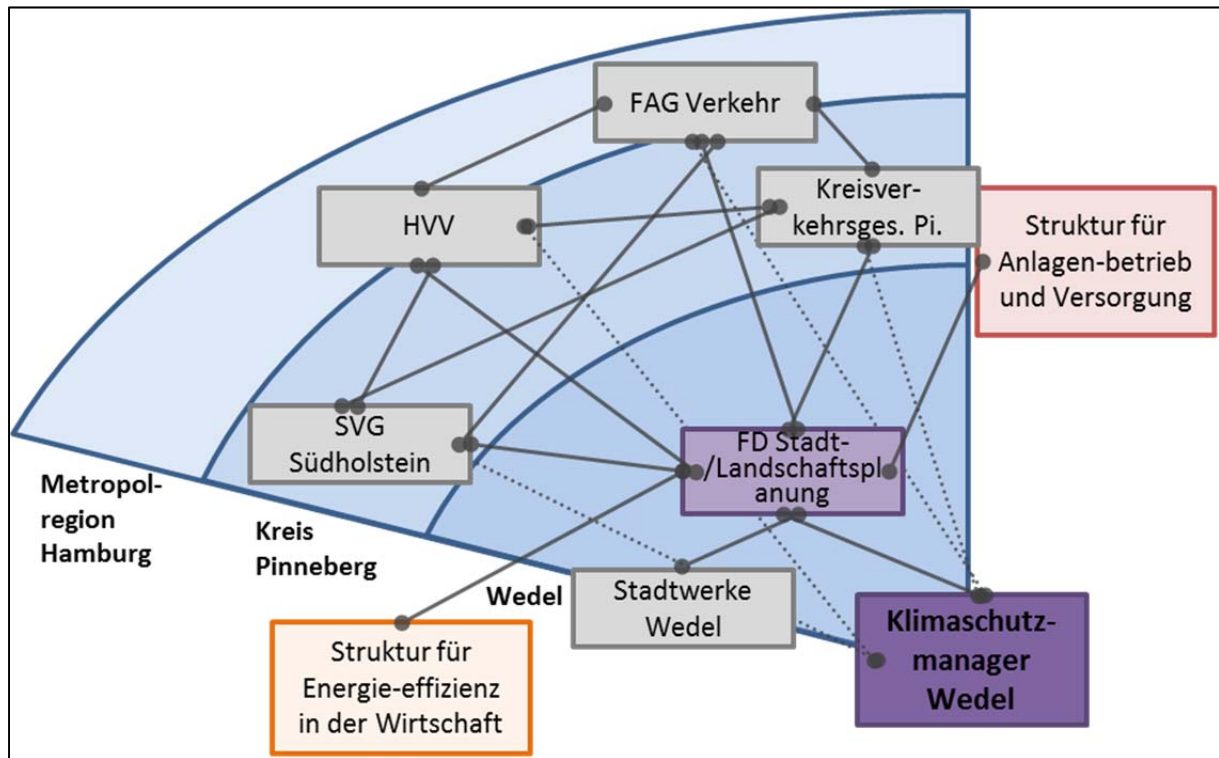 FAG Verkehr
Kreisver-
kehrsges. Pi.
HVV
Struktur für
Anlagen-betrieb
und Versorgung
SVG
Südholstein
FD Stadt-
/Landschaftspl
anung
Metropol-
region
Hamburg
Kreis
Pinneberg
Wedel
Stadtwerke
Wedel
Klimaschutz-
manager
Wedel
Struktur für
Energie-effizienz
in der Wirtschaft